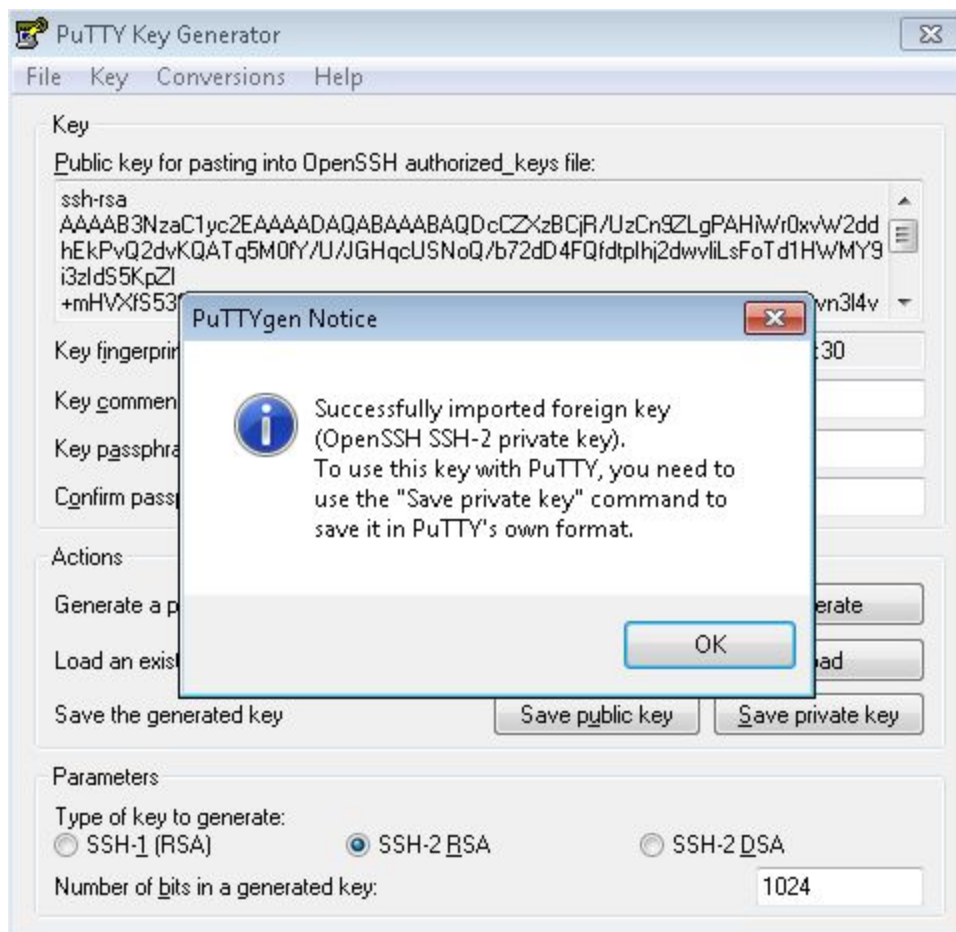 PuTTY Key Generator
File Key Conversions Help
Key
Public key for pasting into OpenSSH authorized_keys file:
ssh-rsa
AAAAB3NzaC1yc2EAAAADAQABAAABAQDcCZXzBCjR/UzCn9ZLgPAHiWr0xvW2dd
hEkPvQ2dvKQATq5M0fY/U/JGHqcUSNoQ/b72dD4FQfdtpIhj2dwvliLsFoTd1HWMY9
i3zIdS5KpZI
+mHVXfS53 vn3I4v
PuTTYgen Notice
Key fingerprin :30
Key commen
Key passphra
Confirm pass
Successfully imported foreign key
(OpenSSH SSH-2 private key).
To use this key with PuTTY, you need to
use the "Save private key" command to
save it in PuTTY's own format.
OK
Actions
Generate a p erate
Load an exist ad
Save the generated key Save public key Save private key
Parameters
Type of key to generate:
SSH-1 (RSA) SSH-2 RSA SSH-2 DSA
Number of bits in a generated key: 1024